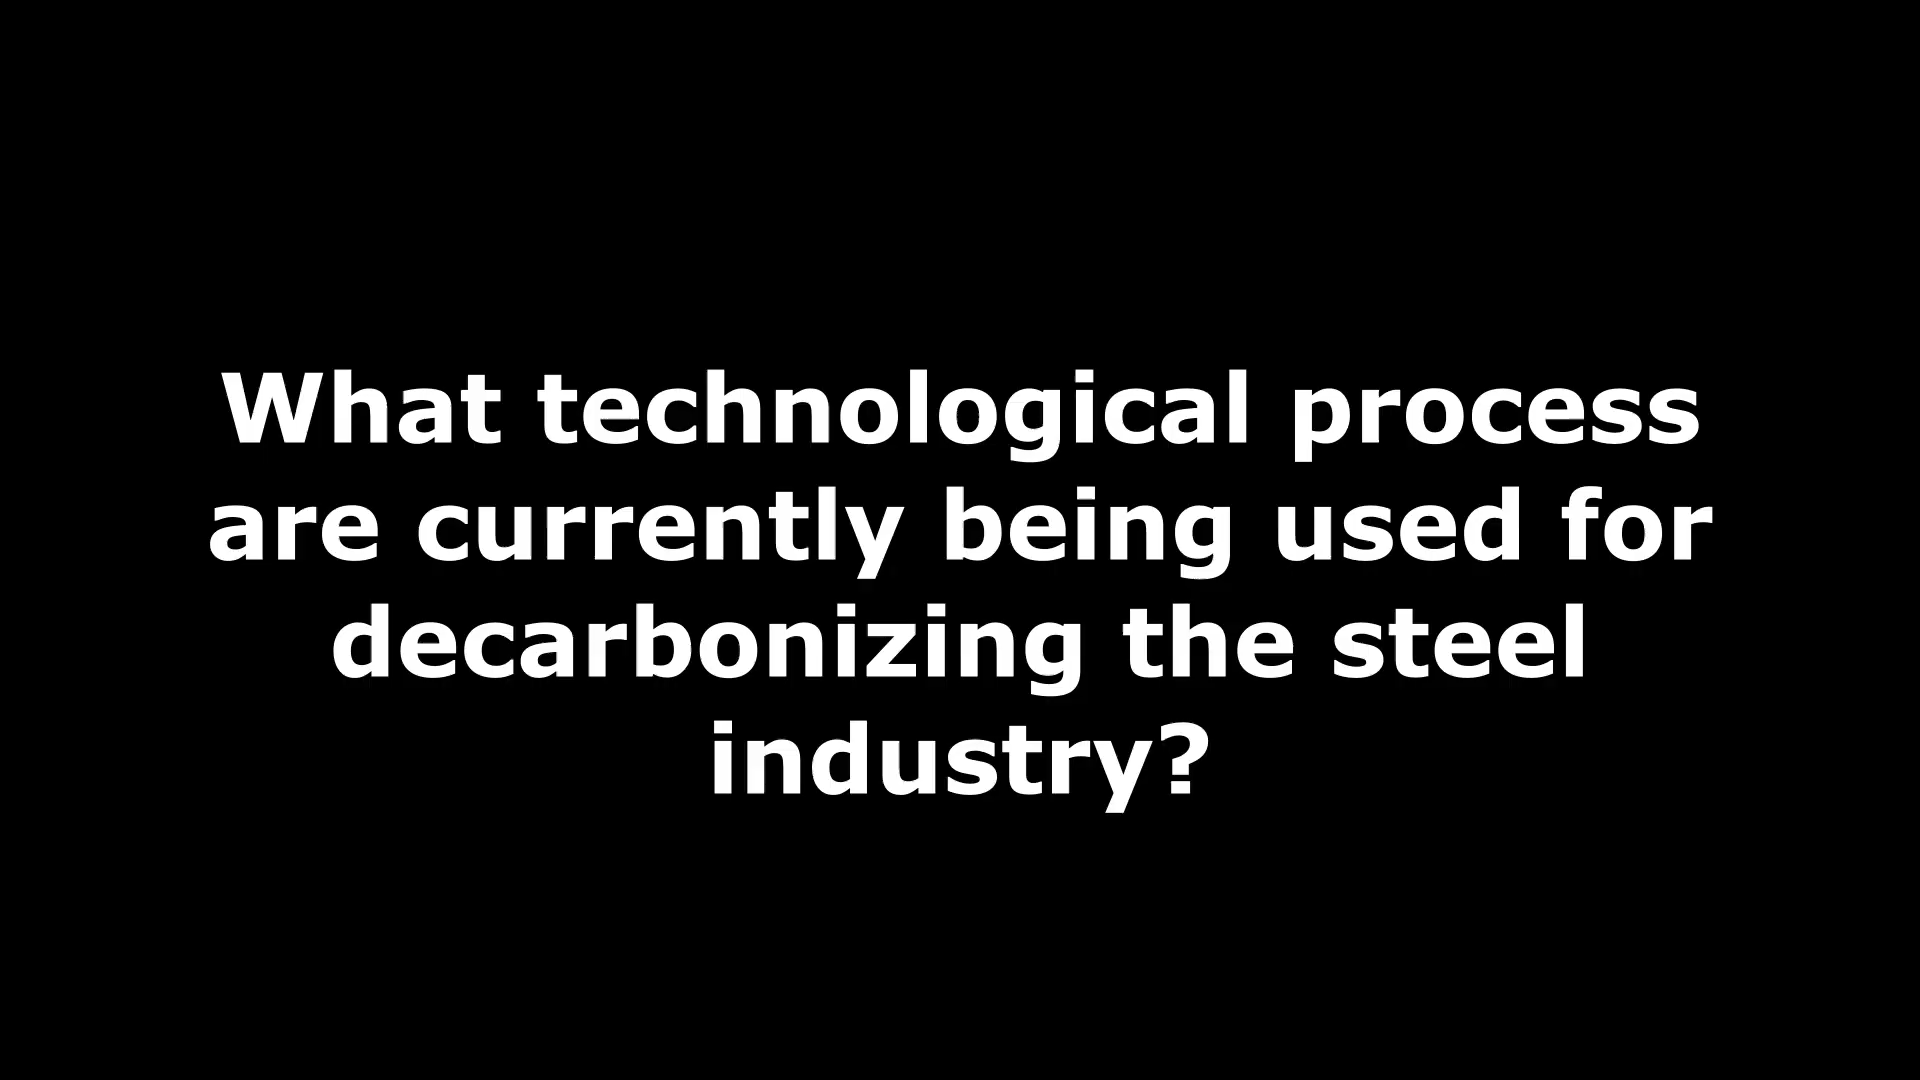 What technological process
are currently being used for
decarbonizing the steel
industry?